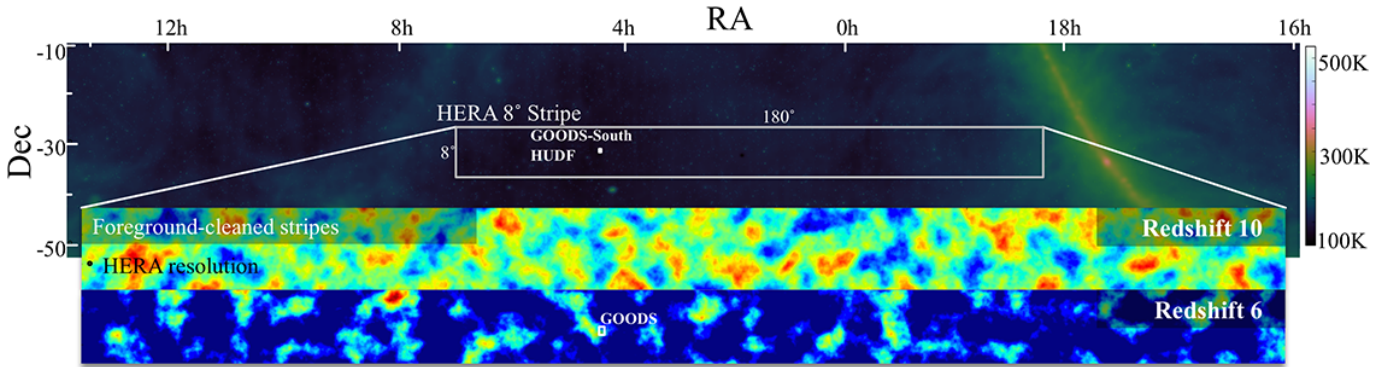 RA
12h 8h 4h 0h 18h 16h
-10
500K
HERA 8° Stripe
180°
GOODS-South
Dec
-30
8°
HUDF
300K
Foreground-cleaned stripes
Redshift 10
100K
-50
HERA resolution
Redshift 6
GOODS